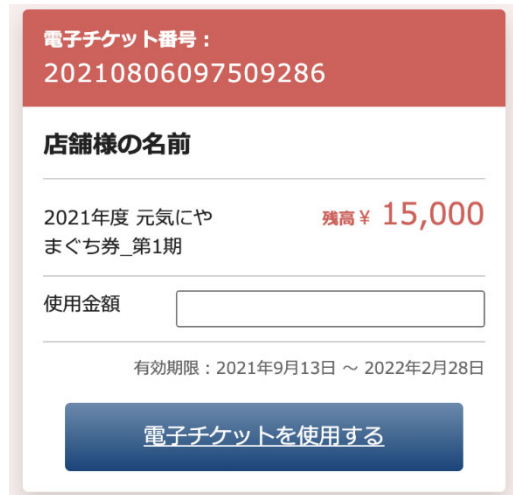 電子チケット番号：
20210806097509286
店舗様の名前
2021年度 元気にや
まぐち券_第1期
残高¥ 15,000
使用金額
有効期限：2021年9月13日 ～ 2022年2月28日
電子チケットを使用する